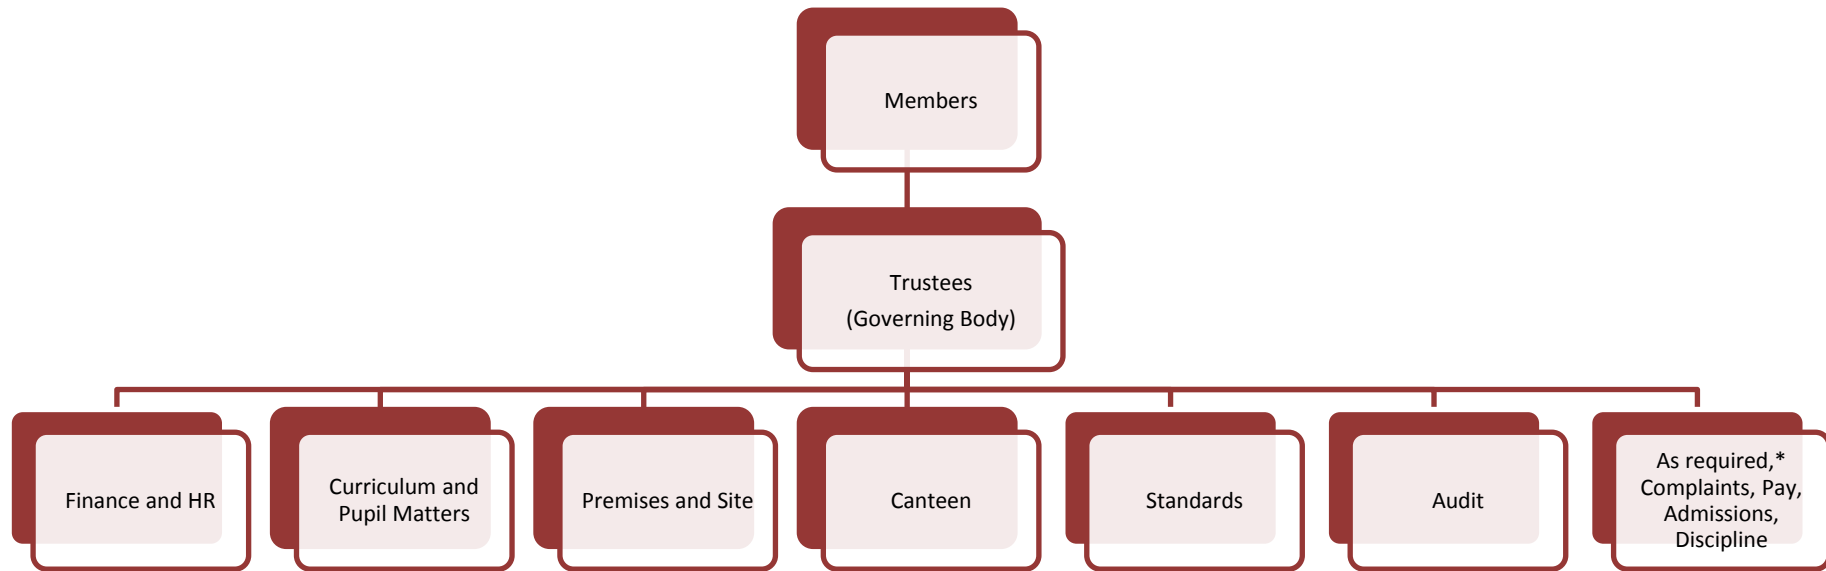 Members
Trustees
(Governing Body)
Finance and HR
Curriculum and
Pupil Matters
Premises and Site
Canteen
Standards
Audit
As required,*
Complaints, Pay,
Admissions,
Discipline